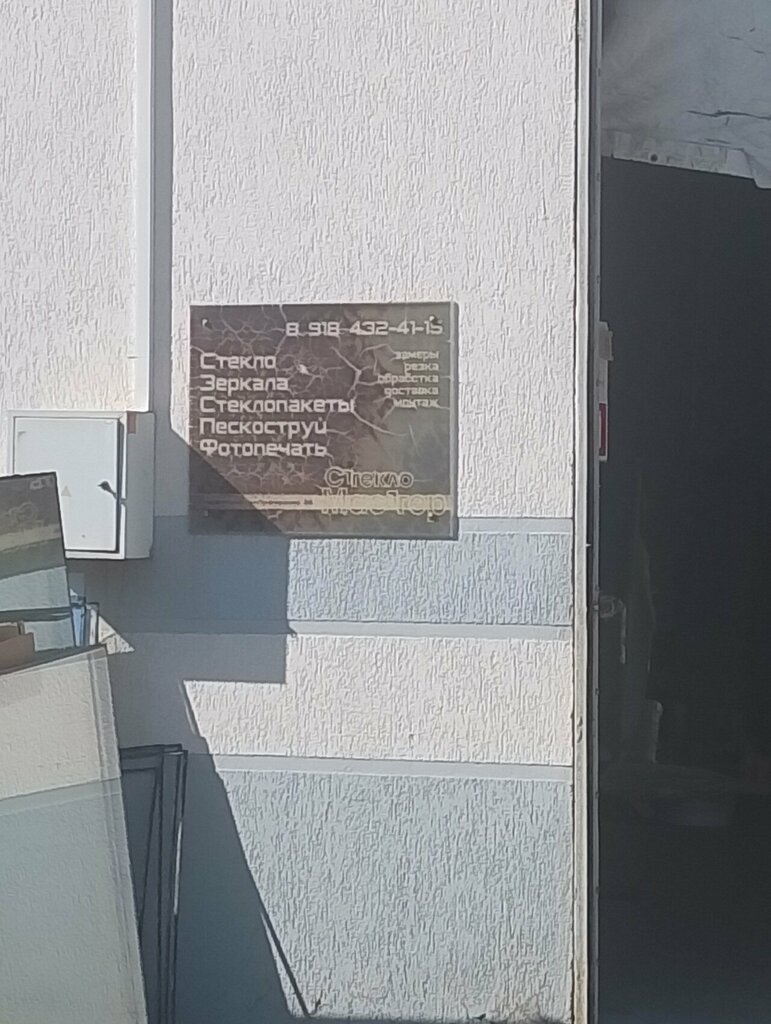 8 918 432-41-15
Стекло
Зеркала
Стеклопакеты
Пескоструй
Фотопечать
замеры
резка
обработка
доставка
монтаж
Стекло
Мастер